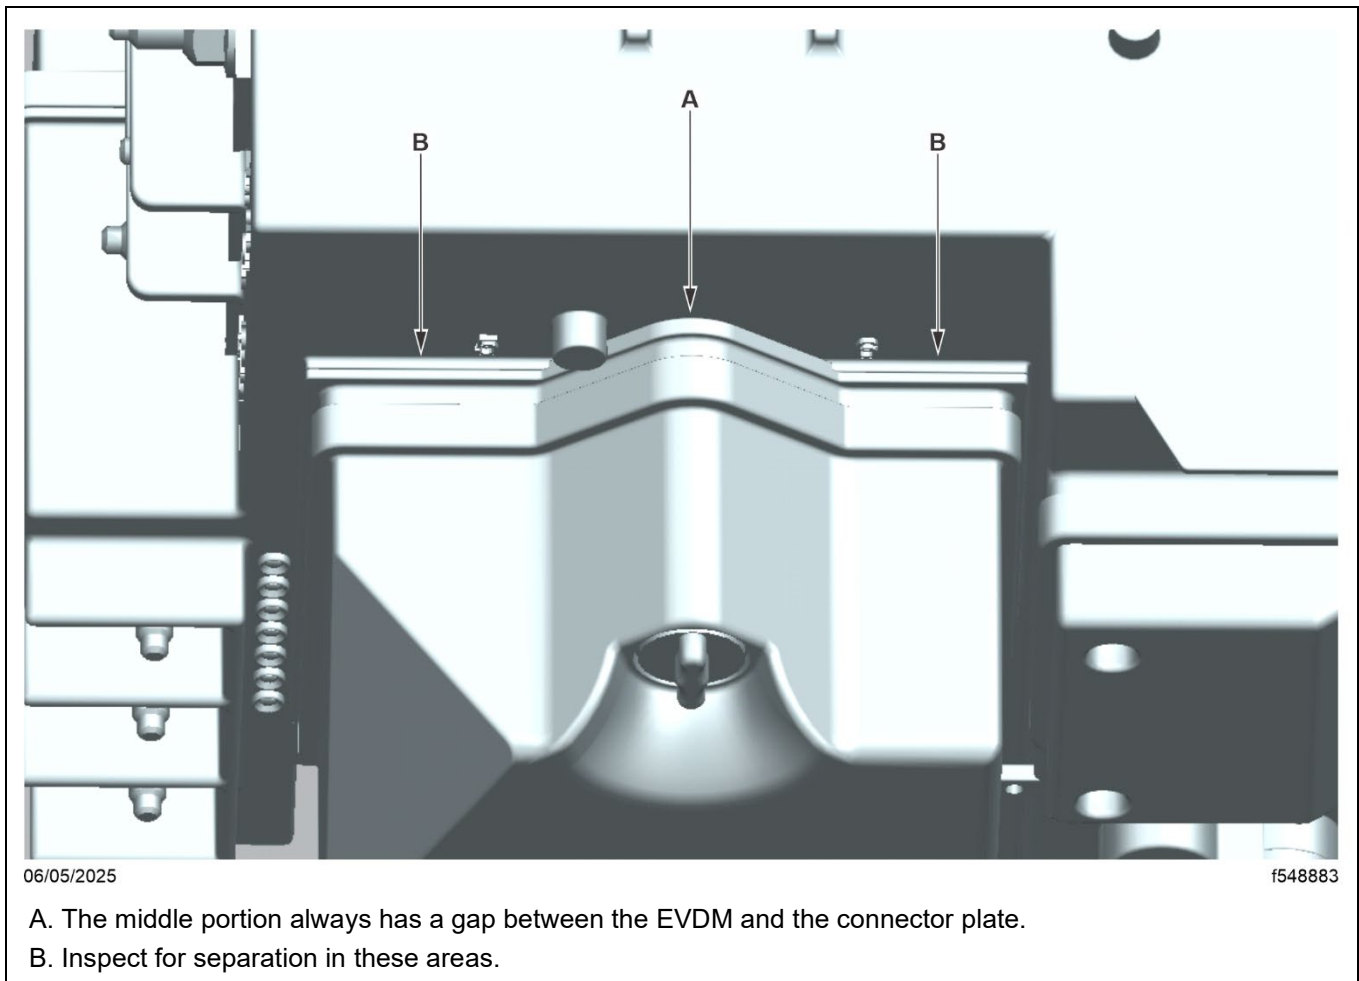 A
B
B
06/05/2025
f548883
A. The middle portion always has a gap between the EVDM and the connector plate.
B. Inspect for separation in these areas.